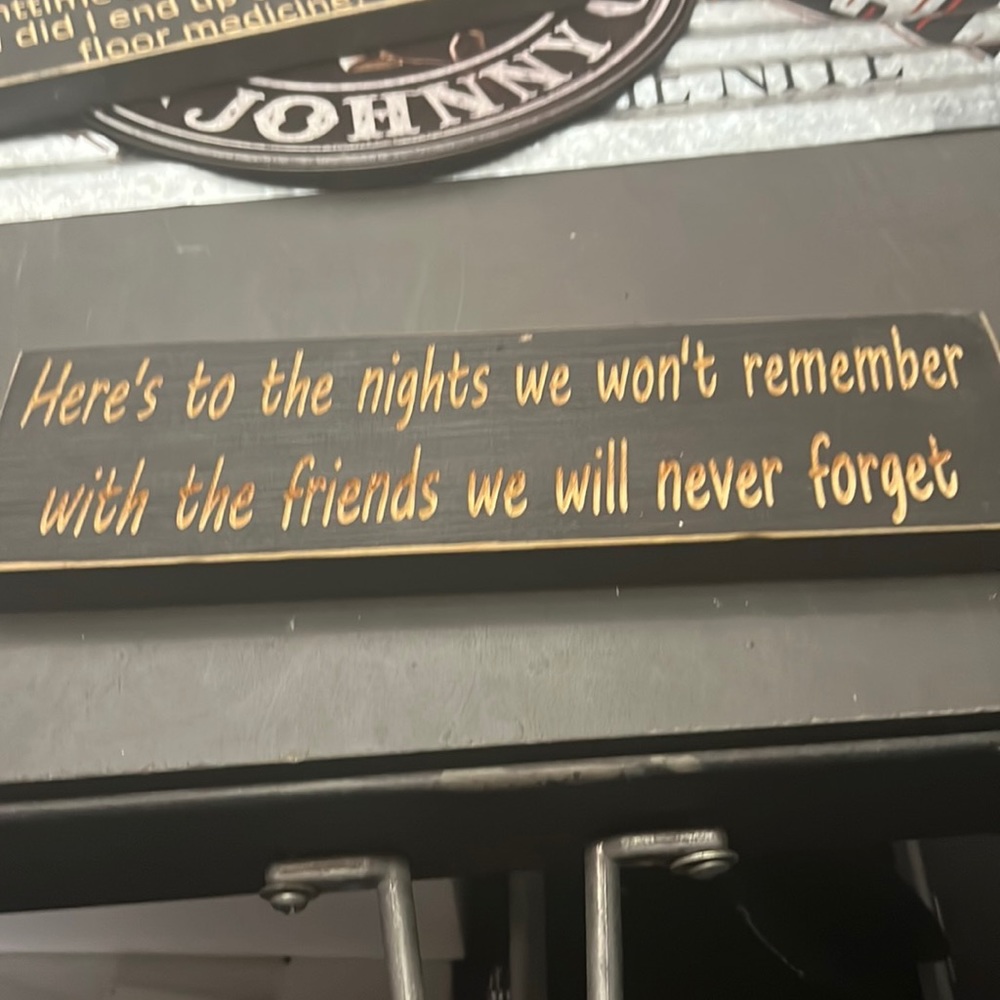 did I end up
floor medicine.
JOHNNY
NITE
Here's to the nights we won't remember
with the friends we will never forget